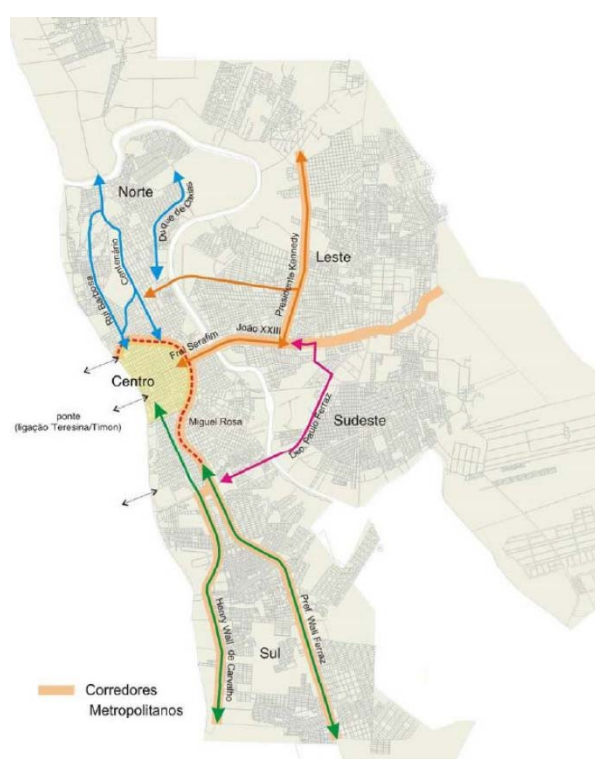 Norte
Duque de Caxias
Centenário
Rui Barbosa
Presidente Kennedy
Leste
João XXIII
Frei Serafim
Centro
ponte
(ligação Teresina/Timon)
Miguel Rosa
Dep. Paulo Ferraz
Sudeste
Henry Wall de Carvalho
Pref. Wall Ferraz
Sul
Corredores
Metropolitanos